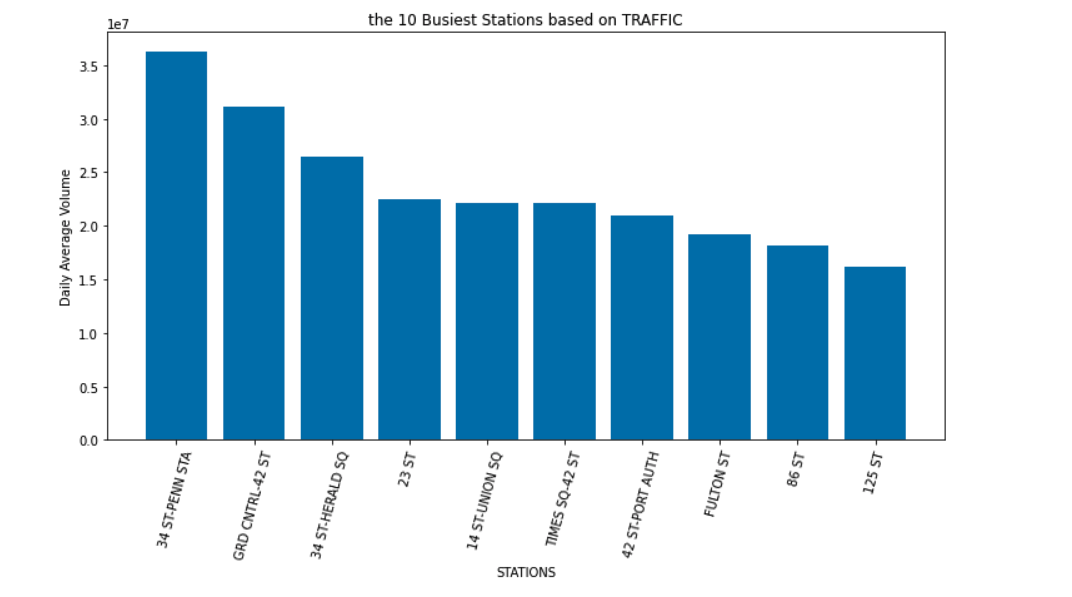 the 10 Busiest Stations based on TRAFFIC
1e7
3.5
3.0
2.5
2.0
1.5
1.0
0.5
0.0
Daily Average Volume
34 ST-PENN STA
GRD CNTRL-42 ST
34 ST-HERALD SQ
23 ST
14 ST-UNION SQ
TIMES SQ-42 ST
42 ST-PORT AUTH
FULTON ST
86 ST
125 ST
STATIONS